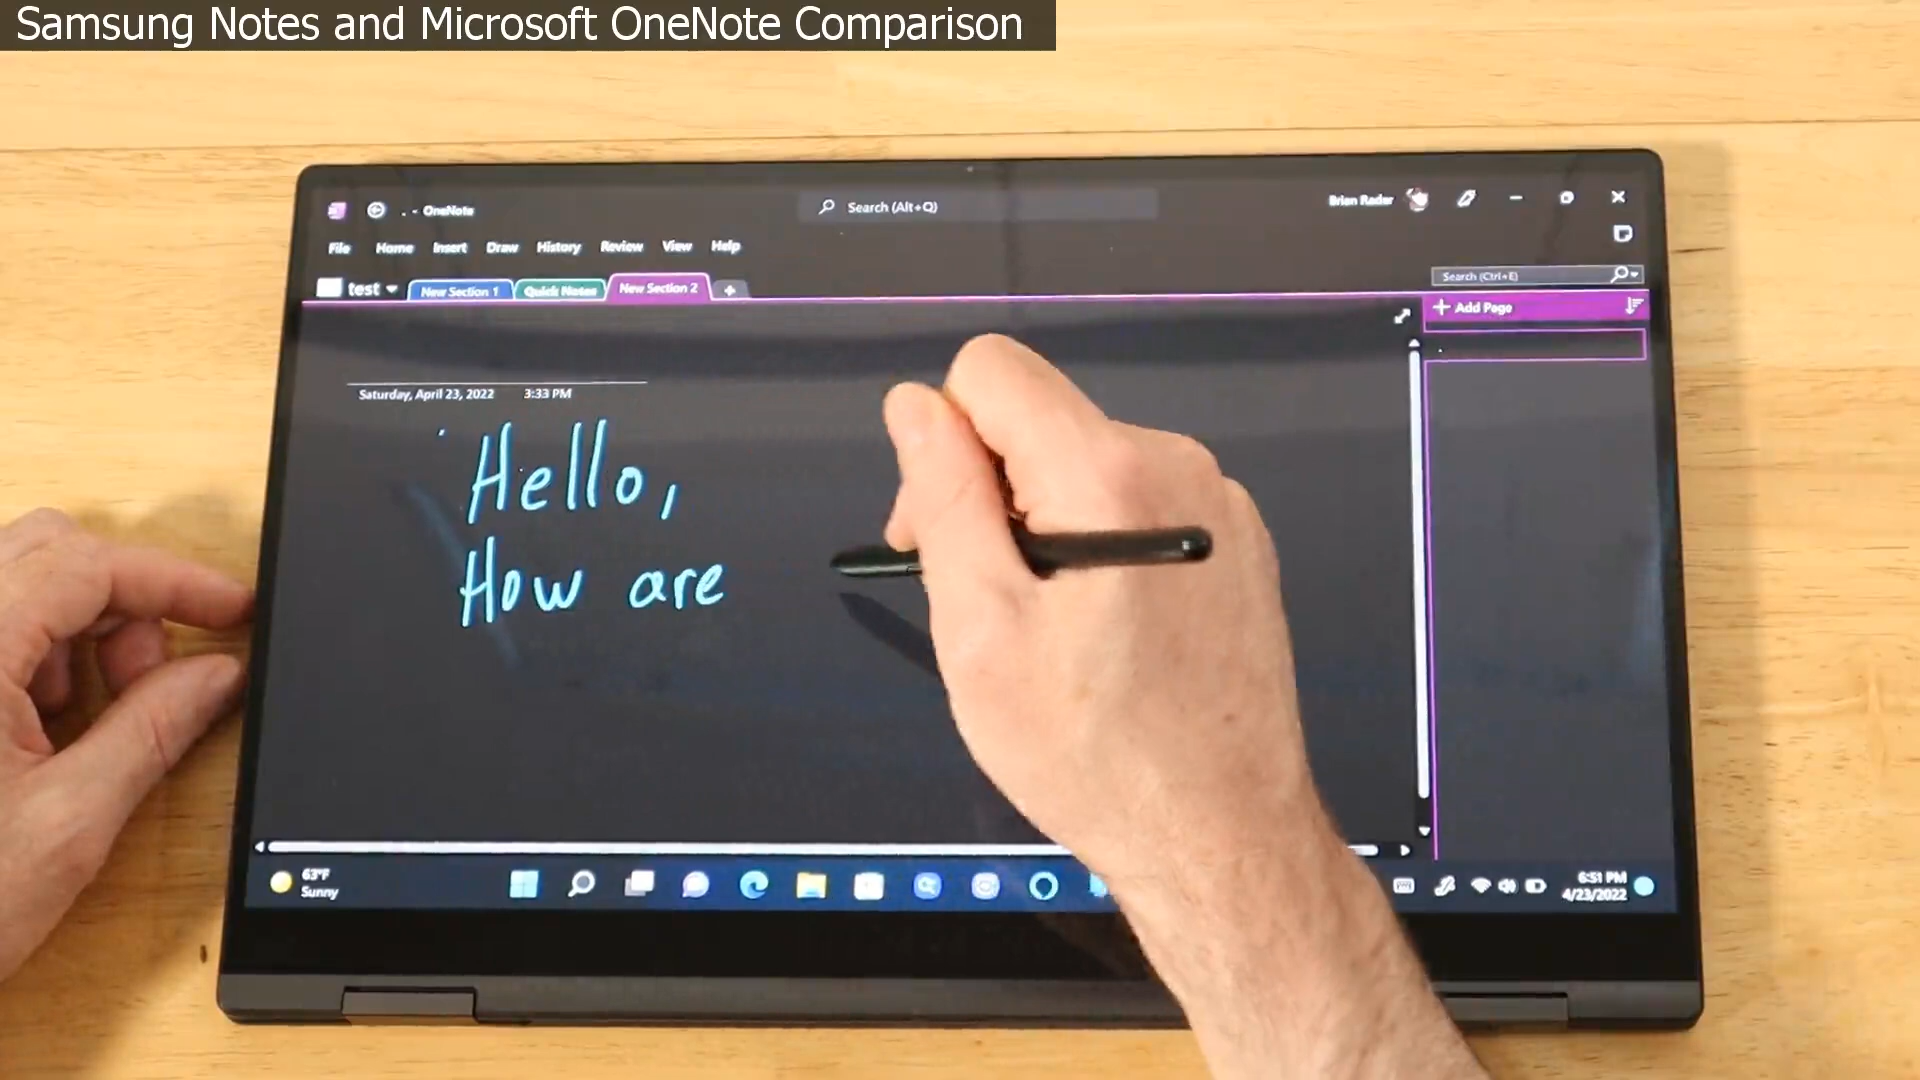 Samsung Notes and Microsoft OneNote Comparison
. - OneNote
Search (Alt+Q)
Brian Rader
File Home Insert Draw History Review View Help
test New Section 1 Quick Notes New Section 2 +
Search (Ctrl+E)
+ Add Page
Saturday, April 23, 2022 3:33 PM
Hello,
How are
63°F
Sunny
6:51 PM
4/23/2022